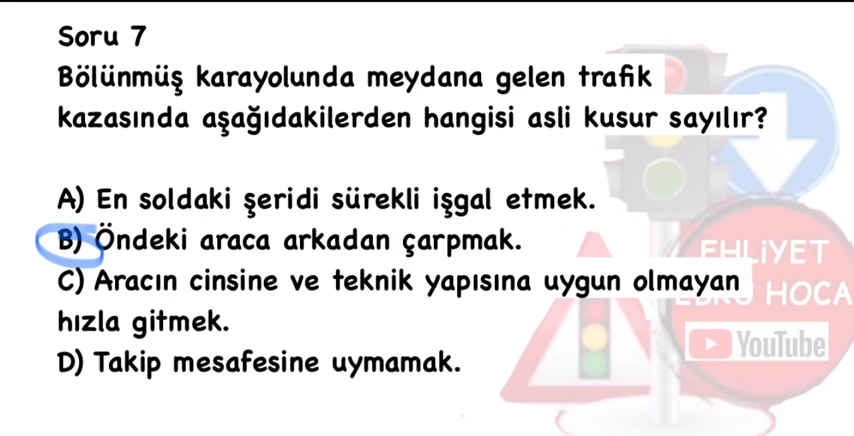 Soru 7
Bölünmüş karayolunda meydana gelen trafik
kazasında aşağıdakilerden hangisi asli kusur sayılır?
A) En soldaki şeridi sürekli işgal etmek.
B) Öndeki araca arkadan çarpmak.
C) Aracın cinsine ve teknik yapısına uygun olmayan
hızla gitmek.
D) Takip mesafesine uymamak.
EHLİYET
EBRU HOCA
YouTube